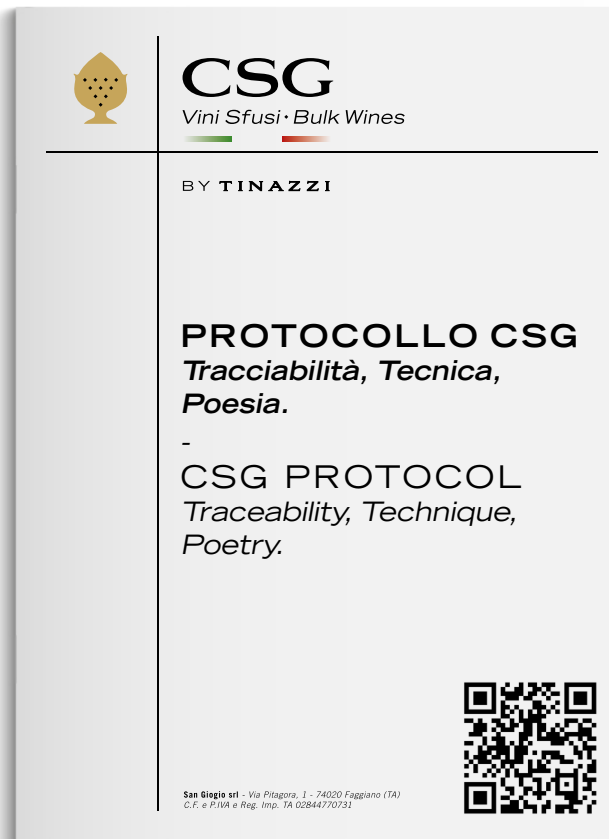 CSG
Vini Sfusi • Bulk Wines
BY TINAZZI
PROTOCOLLO CSG
Tracciabilità, Tecnica,
Poesia.
-
CSG PROTOCOL
Traceability, Technique,
Poetry.
San Giogio srl - Via Pitagora, 1 - 74020 Faggiano (TA)
C.F. e P.IVA e Reg. Imp. TA 02844770731